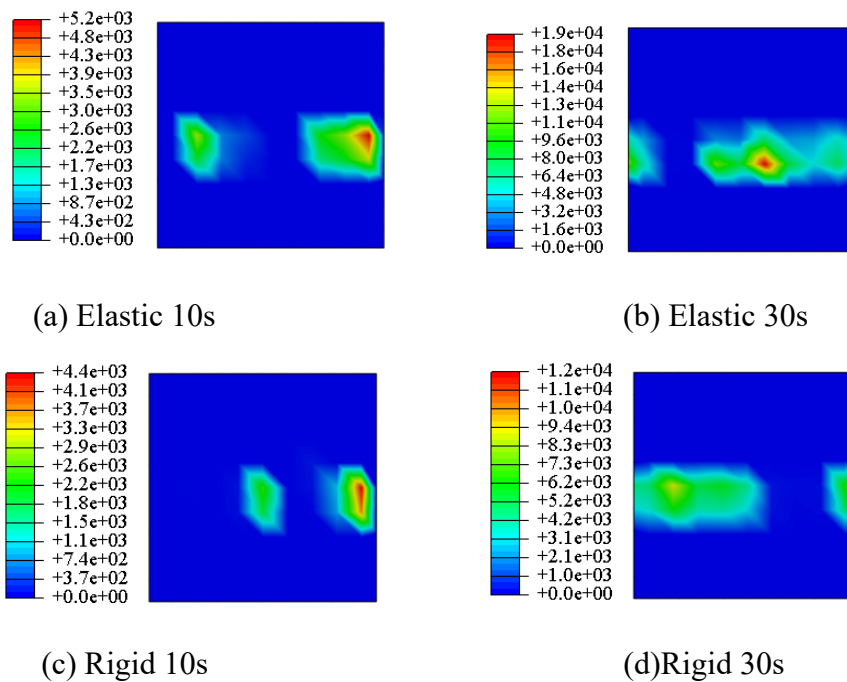 +5.2e+03
+4.8e+03
+4.3e+03
+3.9e+03
+3.5e+03
+3.0e+03
+2.6e+03
+2.2e+03
+1.7e+03
+1.3e+03
+8.7e+02
+4.3e+02
+0.0e+00
(a) Elastic 10s
+1.9e+04
+1.8e+04
+1.6e+04
+1.4e+04
+1.3e+04
+1.1e+04
+9.6e+03
+8.0e+03
+6.4e+03
+4.8e+03
+3.2e+03
+1.6e+03
+0.0e+00
(b) Elastic 30s
+4.4e+03
+4.1e+03
+3.7e+03
+3.3e+03
+2.9e+03
+2.6e+03
+2.2e+03
+1.8e+03
+1.5e+03
+1.1e+03
+7.4e+02
+3.7e+02
+0.0e+00
(c) Rigid 10s
+1.2e+04
+1.1e+04
+1.0e+04
+9.4e+03
+8.3e+03
+7.3e+03
+6.2e+03
+5.2e+03
+4.2e+03
+3.1e+03
+2.1e+03
+1.0e+03
+0.0e+00
(d)Rigid 30s